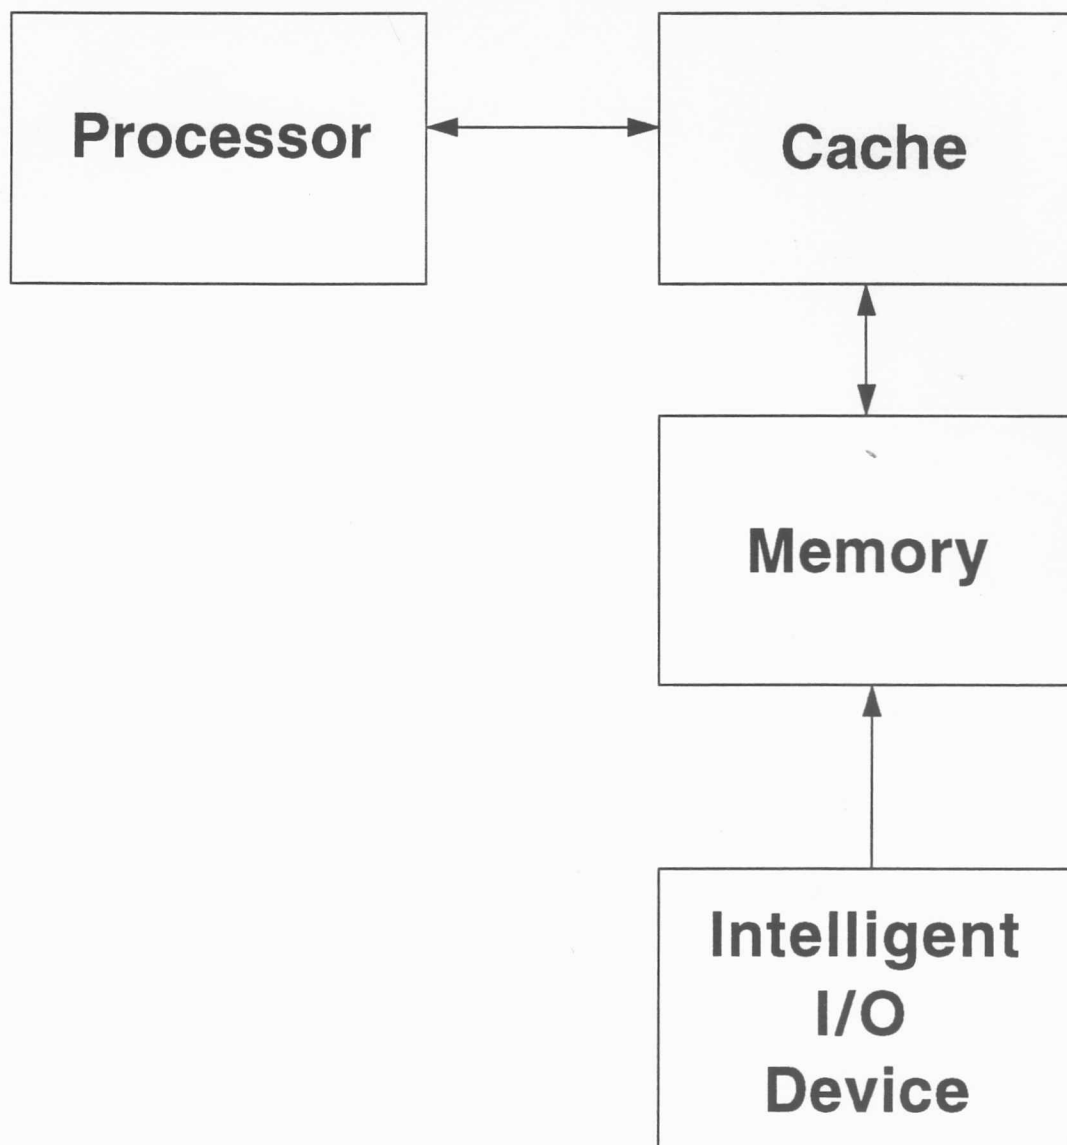 Processor
Cache
Memory
Intelligent
I/O
Device